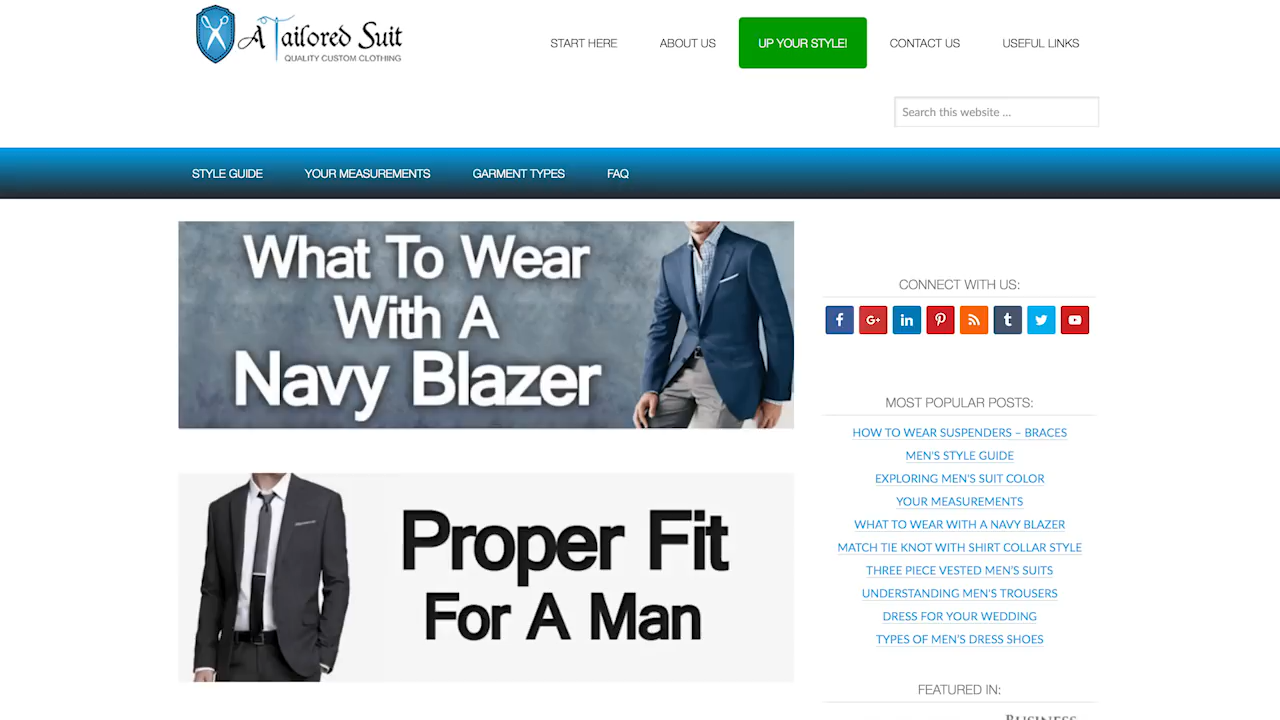 A Tailored Suit
QUALITY CUSTOM CLOTHING
START HERE
ABOUT US
UP YOUR STYLE!
CONTACT US
USEFUL LINKS
Search this website ...
STYLE GUIDE
YOUR MEASUREMENTS
GARMENT TYPES
FAQ
What To Wear
With A
Navy Blazer
Proper Fit
For A Man
CONNECT WITH US:
MOST POPULAR POSTS:
HOW TO WEAR SUSPENDERS – BRACES
MEN'S STYLE GUIDE
EXPLORING MEN'S SUIT COLOR
YOUR MEASUREMENTS
WHAT TO WEAR WITH A NAVY BLAZER
MATCH TIE KNOT WITH SHIRT COLLAR STYLE
THREE PIECE VESTED MEN'S SUITS
UNDERSTANDING MEN'S TROUSERS
DRESS FOR YOUR WEDDING
TYPES OF MEN'S DRESS SHOES
FEATURED IN:
BUSINESS